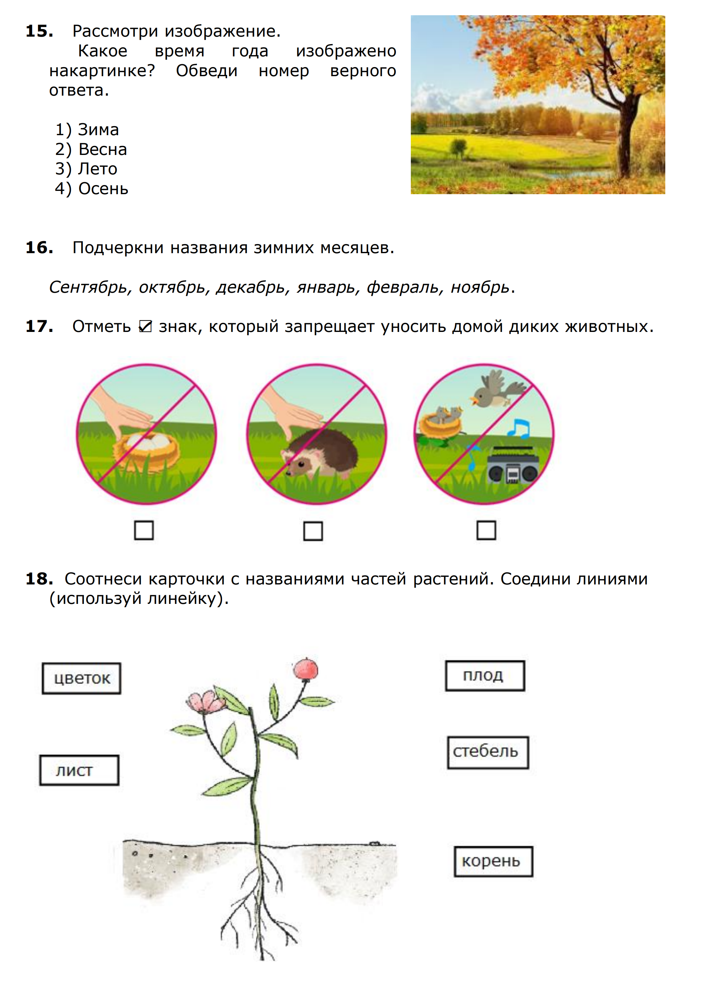 15. Рассмотри изображение.
Какое время года изображено
накартинке? Обведи номер верного
ответа.
1) Зима
2) Весна
3) Лето
4) Осень
16. Подчеркни названия зимних месяцев.
Сентябрь, октябрь, декабрь, январь, февраль, ноябрь.
17. Отметь ☑ знак, который запрещает уносить домой диких животных.
18. Соотнеси карточки с названиями частей растений. Соедини линиями
(используй линейку).
цветок
плод
стебель
лист
корень